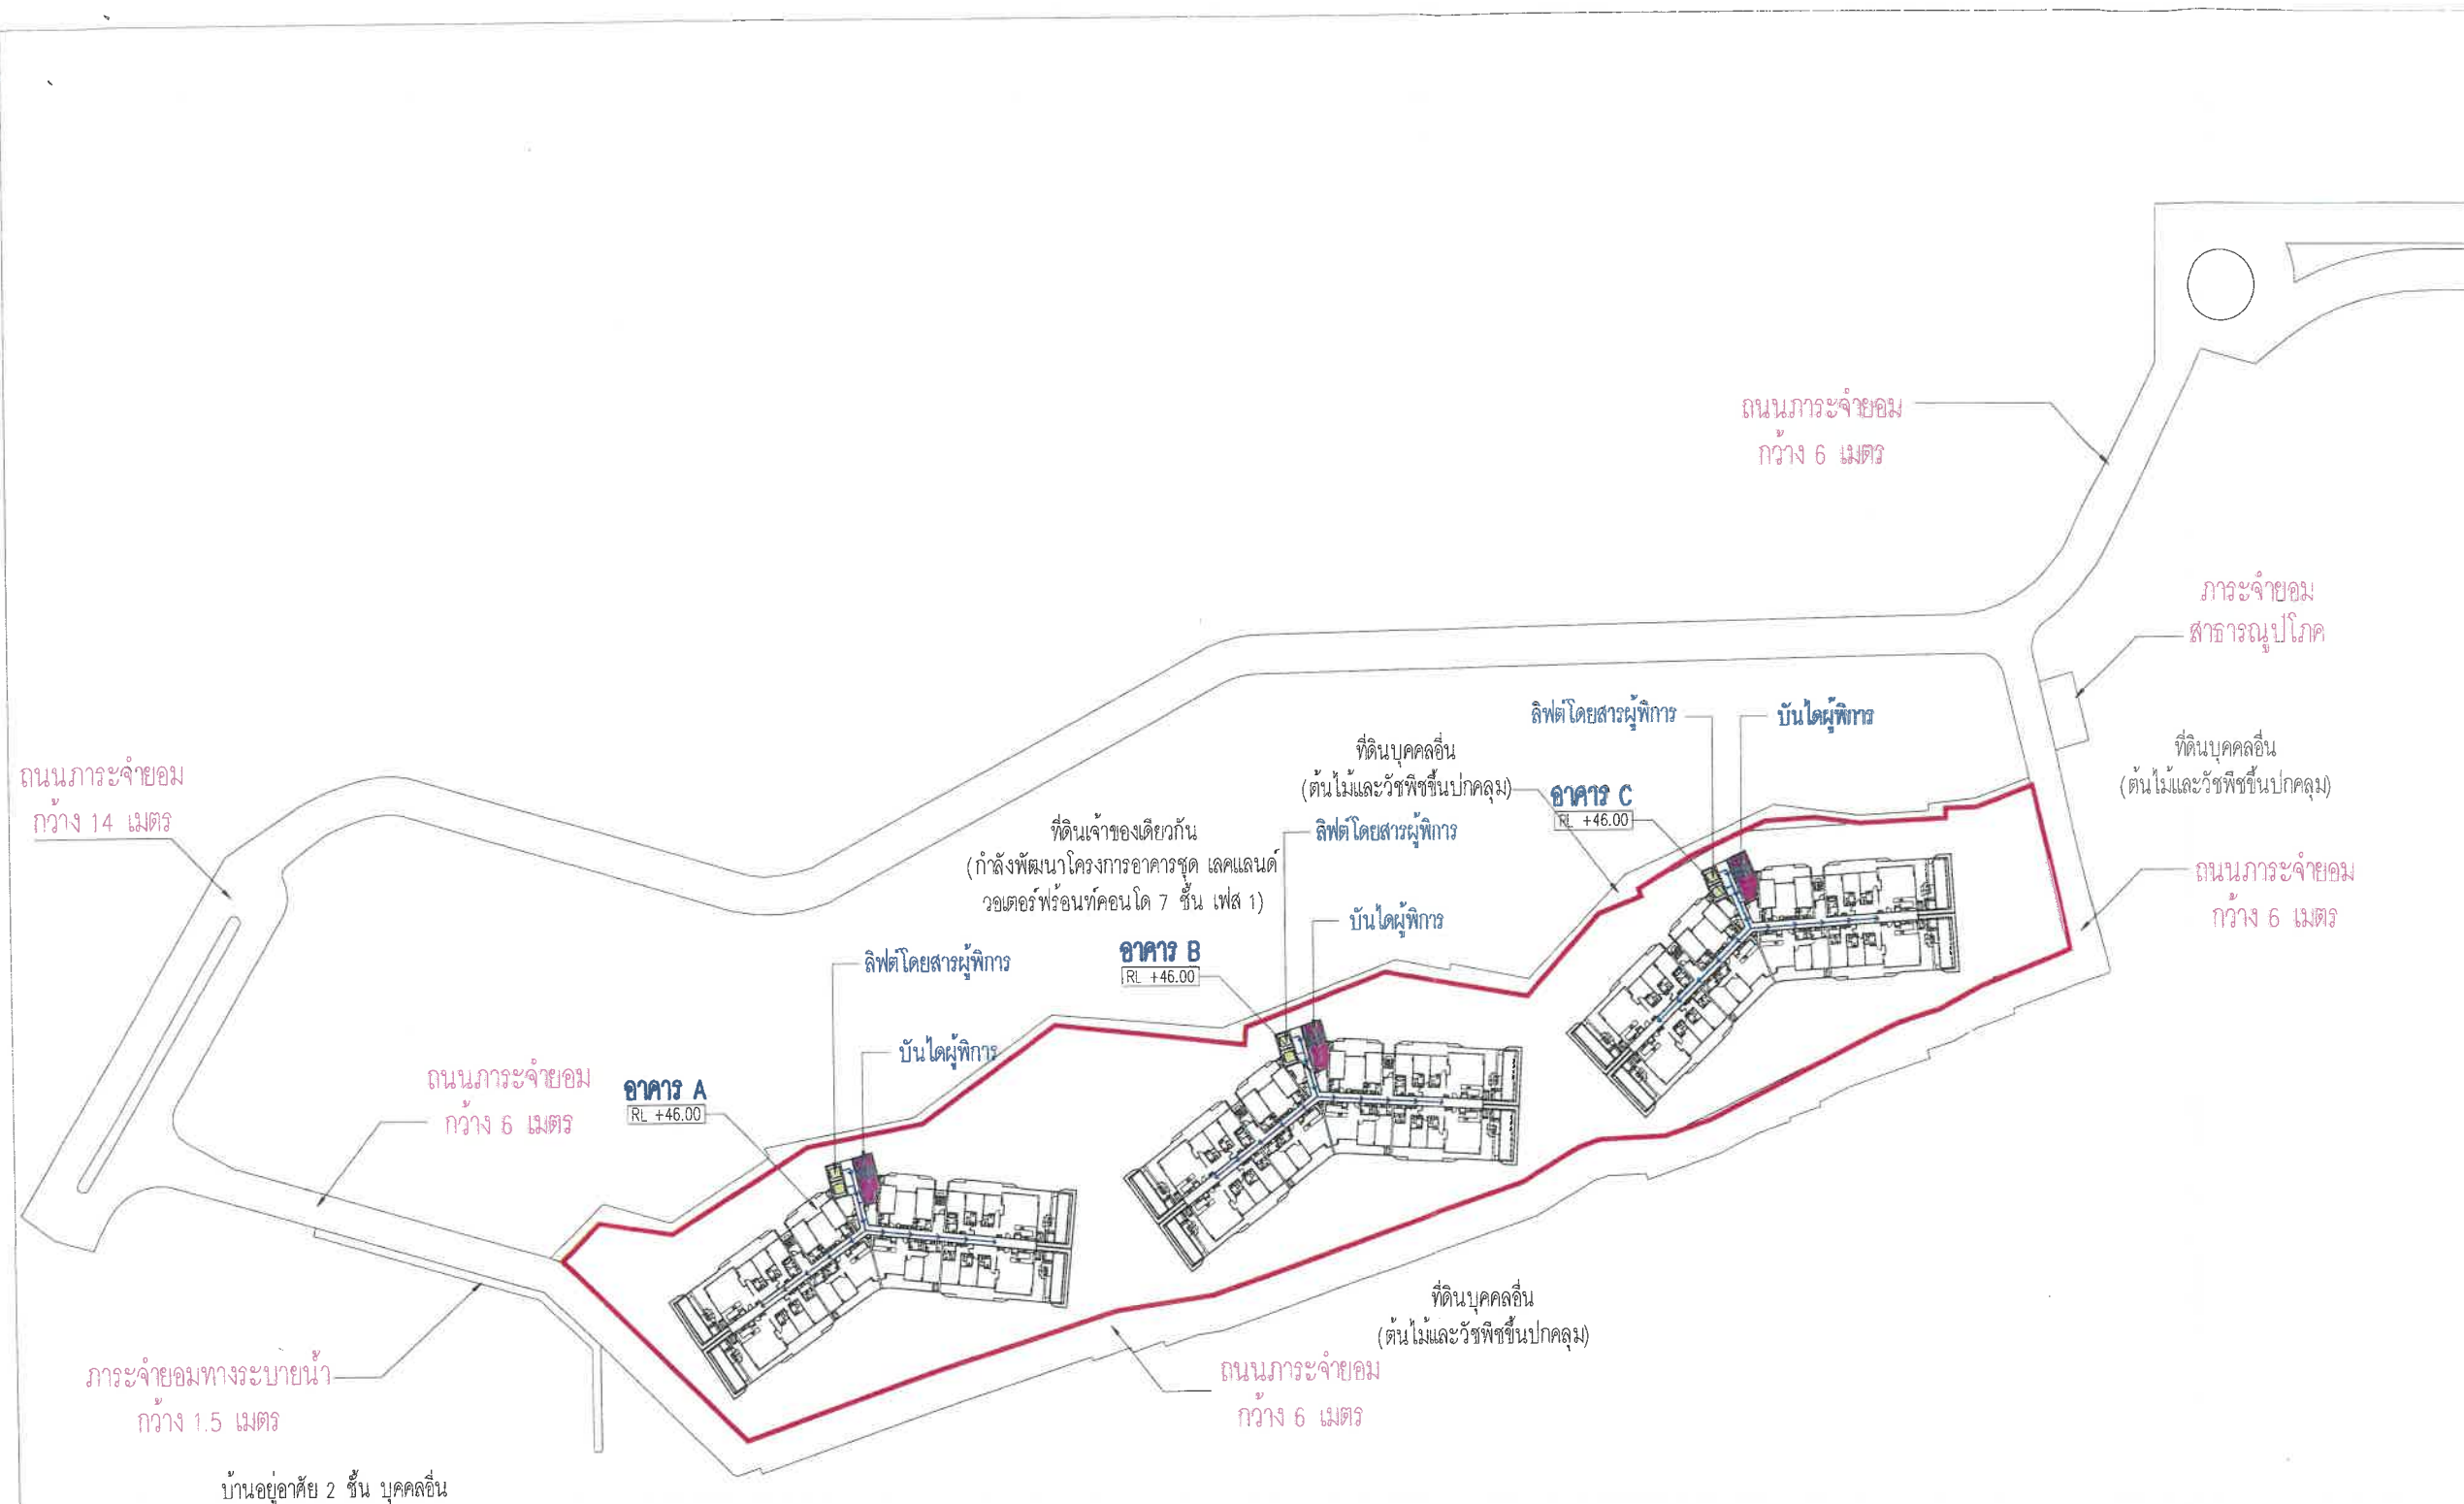 ถนนภาระจำยอม
กว้าง 6 เมตร
ภาระจำยอม
สาธารณูปโภค
ลิฟต์โดยสารผู้พิการ
บันไดผู้พิการ
ที่ดินบุคคลอื่น
(ต้นไม้และวัชพืชขึ้นปกคลุม)
ที่ดินบุคคลอื่น
(ต้นไม้และวัชพืชขึ้นปกคลุม)
อาคาร C
RL +46.00
ถนนภาระจำยอม
กว้าง 14 เมตร
ที่ดินเจ้าของเดียวกัน
(กำลังพัฒนาโครงการอาคารชุด เลคแลนด์
วอเตอร์ฟร้อนท์คอนโด 7 ชั้น เฟส 1)
ลิฟต์โดยสารผู้พิการ
บันไดผู้พิการ
ถนนภาระจำยอม
กว้าง 6 เมตร
อาคาร B
RL +46.00
ลิฟต์โดยสารผู้พิการ
บันไดผู้พิการ
ถนนภาระจำยอม
กว้าง 6 เมตร
อาคาร A
RL +46.00
ที่ดินบุคคลอื่น
(ต้นไม้และวัชพืชขึ้นปกคลุม)
ภาระจำยอมทางระบายน้ำ
กว้าง 1.5 เมตร
ถนนภาระจำยอม
กว้าง 6 เมตร
บ้านอยู่อาศัย 2 ชั้น บุคคลอื่น